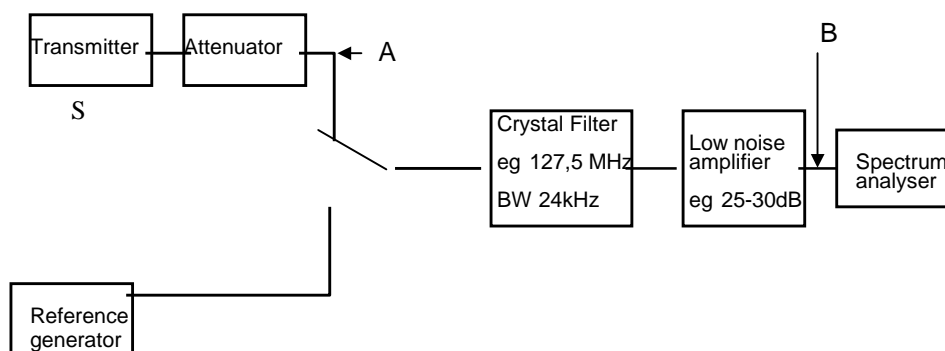 Transmitter
Attenuator
A
S
B
Crystal Filter
eg 127,5 MHz
BW 24kHz
Low noise
amplifier
eg 25-30dB
Spectrum
analyser
Reference
generator